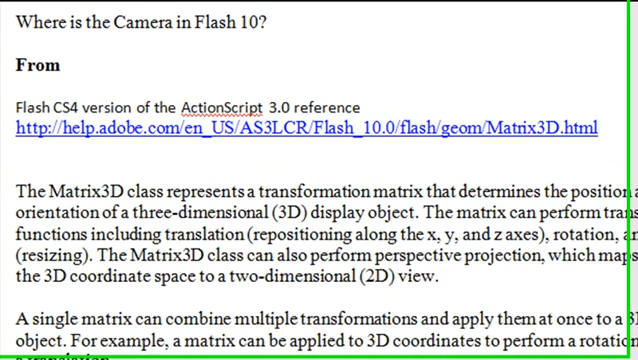 Where is the Camera in Flash 10?
From
Flash CS4 version of the ActionScript 3.0 reference
http://help.adobe.com/en_US/AS3LCR/Flash_10.0/flash/geom/Matrix3D.html
The Matrix3D class represents a transformation matrix that determines the position a
orientation of a three-dimensional (3D) display object. The matrix can perform trans
functions including translation (repositioning along the x, y, and z axes), rotation, an
(resizing). The Matrix3D class can also perform perspective projection, which maps
the 3D coordinate space to a two-dimensional (2D) view.
A single matrix can combine multiple transformations and apply them at once to a 3D
object. For example, a matrix can be applied to 3D coordinates to perform a rotation
a translation